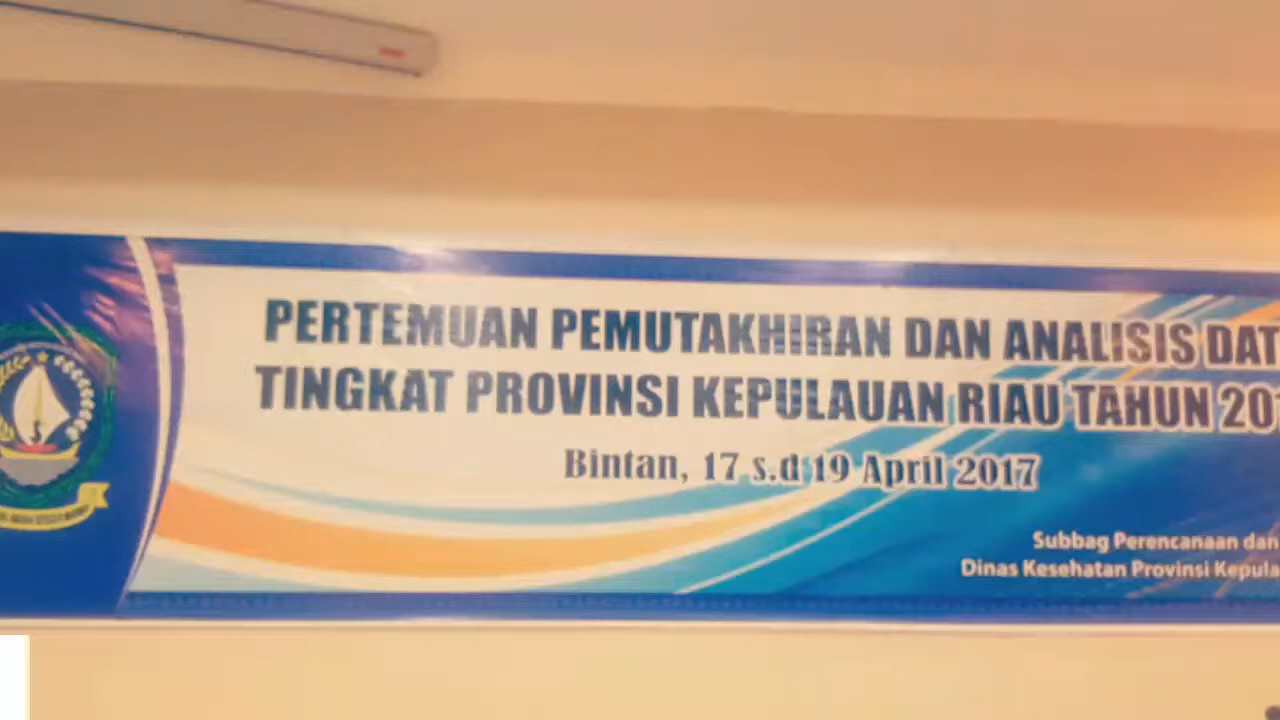 PERTEMUAN PEMUTAKHIRAN DAN ANALISIS DAT
TINGKAT PROVINSI KEPULAUAN RIAU TAHUN 201
Bintan, 17 s.d 19 April 2017
Subbag Perencanaan dan
Dinas Kesehatan Provinsi Kepula